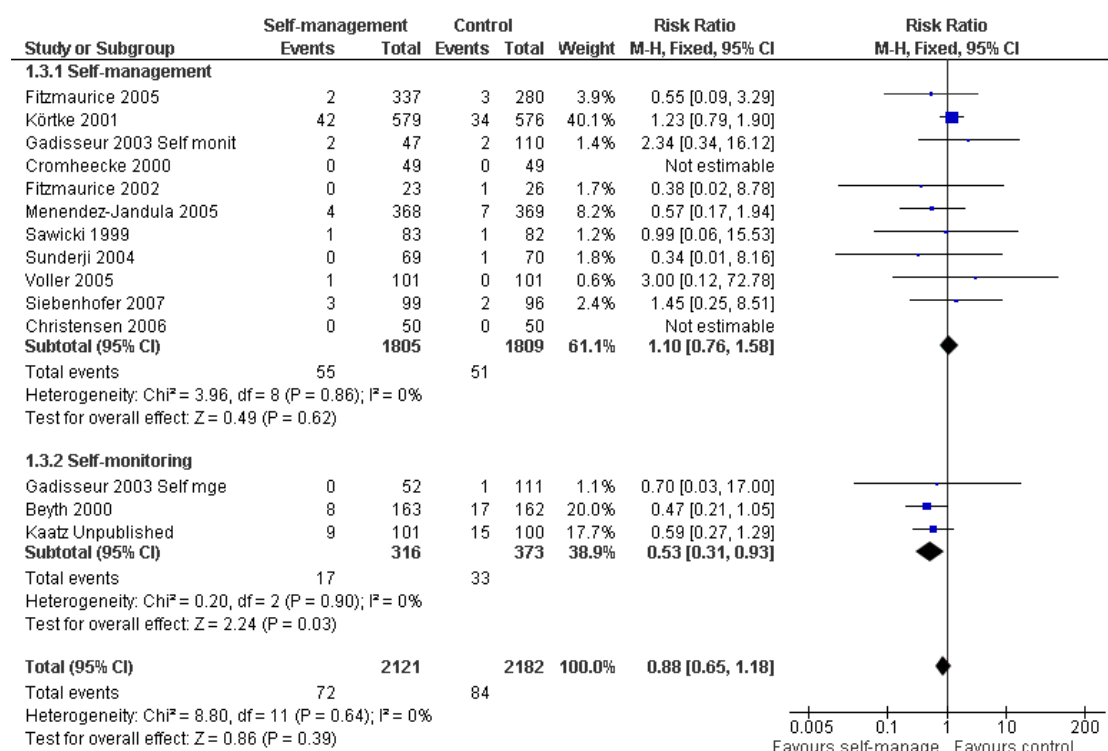 Self-management Control Risk Ratio Risk Ratio
Study or Subgroup Events Total Events Total Weight M-H, Fixed, 95% CI M-H, Fixed, 95% CI
1.3.1 Self-management
Fitzmaurice 2005 2 337 3 280 3.9% 0.55 [0.09, 3.29]
Körtke 2001 42 579 34 576 40.1% 1.23 [0.79, 1.90]
Gadisseur 2003 Self monit 2 47 2 110 1.4% 2.34 [0.34, 16.12]
Cromheecke 2000 0 49 0 49 Not estimable
Fitzmaurice 2002 0 23 1 26 1.7% 0.38 [0.02, 8.78]
Menendez-Jandula 2005 4 368 7 369 8.2% 0.57 [0.17, 1.94]
Sawicki 1999 1 83 1 82 1.2% 0.99 [0.06, 15.53]
Sunderji 2004 0 69 1 70 1.8% 0.34 [0.01, 8.16]
Voller 2005 1 101 0 101 0.6% 3.00 [0.12, 72.78]
Siebenhofer 2007 3 99 2 96 2.4% 1.45 [0.25, 8.51]
Christensen 2006 0 50 0 50 Not estimable
Subtotal (95% CI) 1805 1809 61.1% 1.10 [0.76, 1.58]
Total events 55 51
Heterogeneity: Chi² = 3.96, df = 8 (P = 0.86); I² = 0%
Test for overall effect: Z = 0.49 (P = 0.62)
1.3.2 Self-monitoring
Gadisseur 2003 Self mge 0 52 1 111 1.1% 0.70 [0.03, 17.00]
Beyth 2000 8 163 17 162 20.0% 0.47 [0.21, 1.05]
Kaatz Unpublished 9 101 15 100 17.7% 0.59 [0.27, 1.29]
Subtotal (95% CI) 316 373 38.9% 0.53 [0.31, 0.93]
Total events 17 33
Heterogeneity: Chi² = 0.20, df = 2 (P = 0.90); I² = 0%
Test for overall effect: Z = 2.24 (P = 0.03)
Total (95% CI) 2121 2182 100.0% 0.88 [0.65, 1.18]
Total events 72 84
Heterogeneity: Chi² = 8.80, df = 11 (P = 0.64); I² = 0%
Test for overall effect: Z = 0.86 (P = 0.39)
0.005 0.1 1 10 200
Favours self-manage Favours control